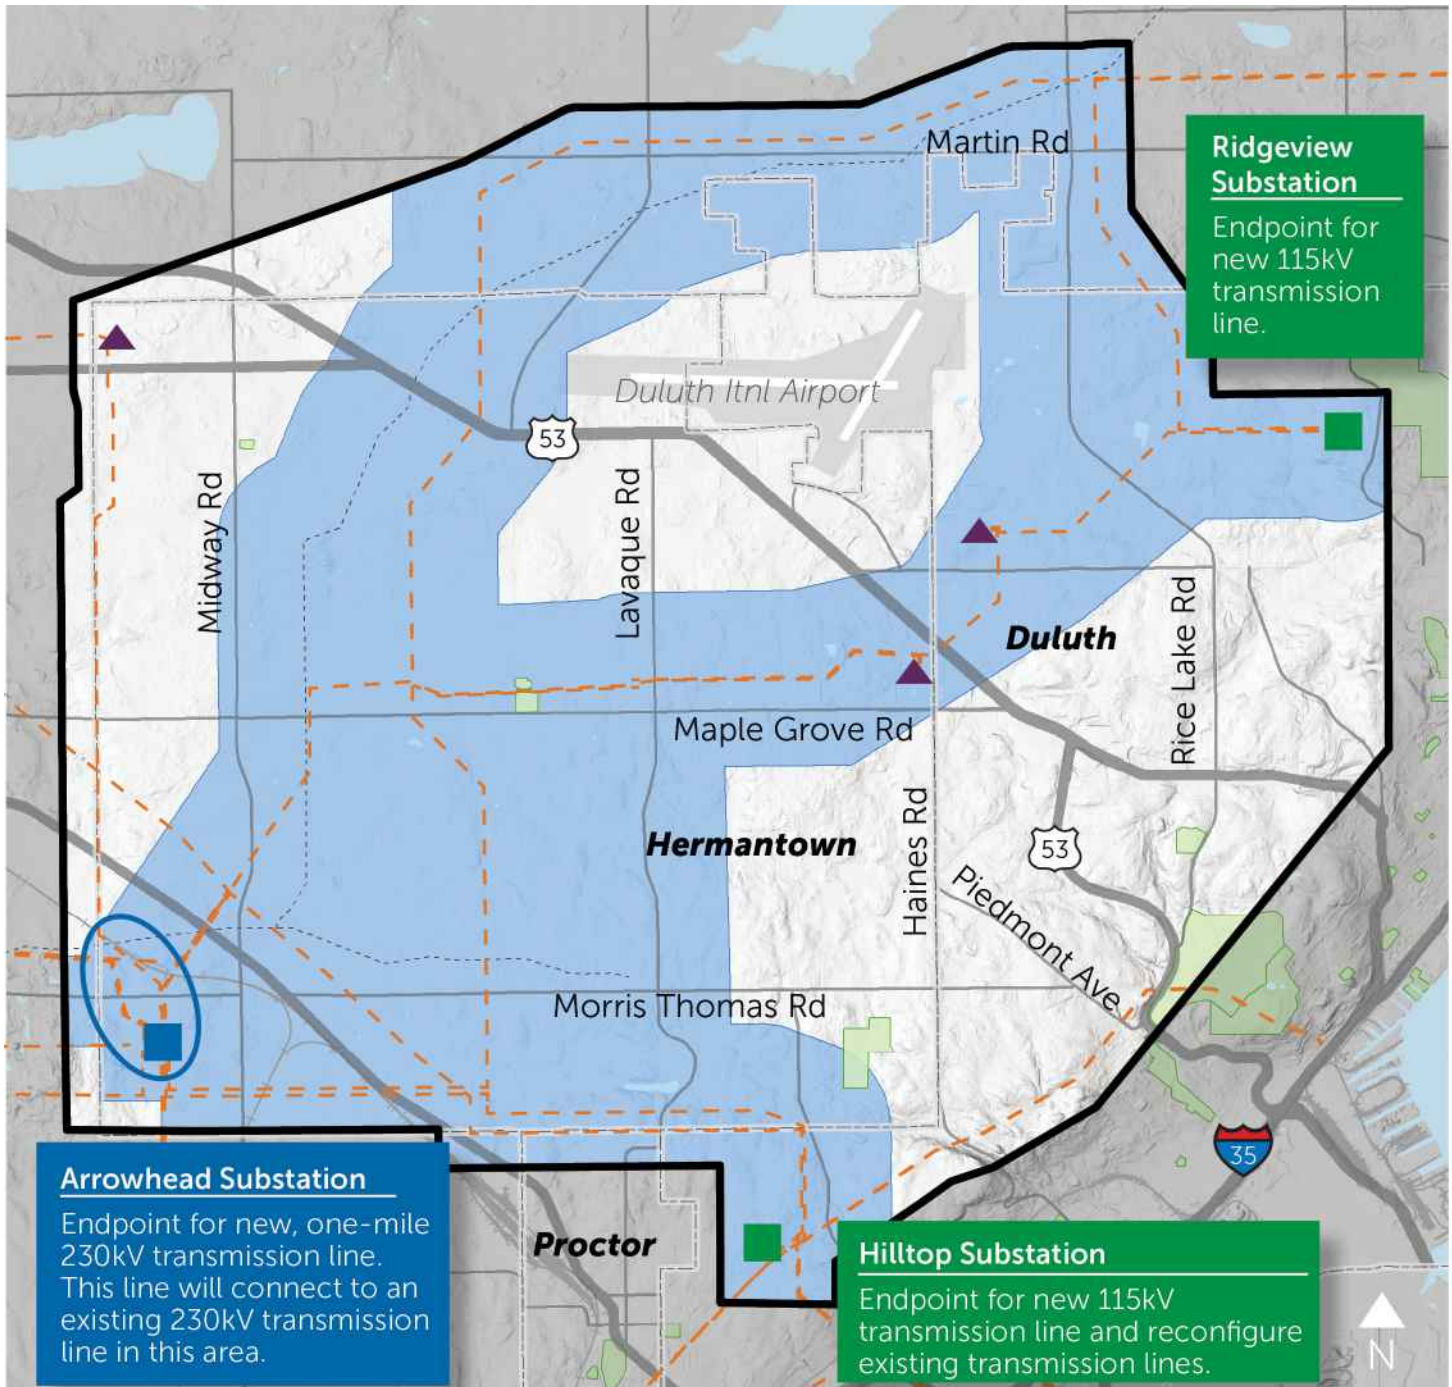 Martin Rd
Ridgeview
Substation
Endpoint for
new 115kV
transmission
line.
Duluth Itnl Airport
53
Midway Rd
Lavaque Rd
Rice Lake Rd
Duluth
Maple Grove Rd
Hermantown
Haines Rd
53
Piedmont Ave
Morris Thomas Rd
35
Arrowhead Substation
Endpoint for new, one-mile
230kV transmission line.
This line will connect to an
existing 230kV transmission
line in this area.
Proctor
Hilltop Substation
Endpoint for new 115kV
transmission line and reconfigure
existing transmission lines.
N